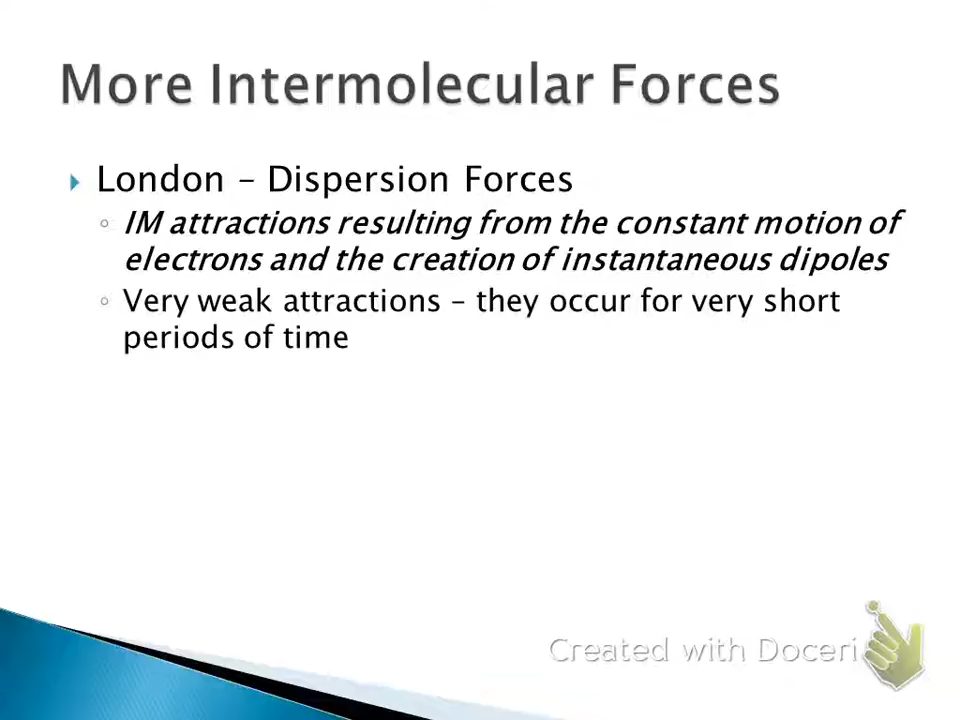 More Intermolecular Forces
London – Dispersion Forces
IM attractions resulting from the constant motion of
electrons and the creation of instantaneous dipoles
Very weak attractions – they occur for very short
periods of time
Created with Doceri